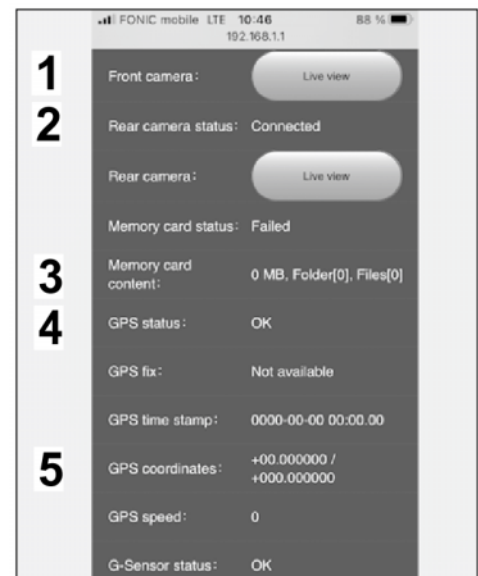 FONIC mobile LTE 10:46 88 %
192.168.1.1
1 Front camera: Live view
2 Rear camera status: Connected
Rear camera: Live view
Memory card status: Failed
Memory card
3 content: 0 MB, Folder[0], Files[0]
4 GPS status: OK
GPS fix: Not available
GPS time stamp: 0000-00-00 00:00.00
5 GPS coordinates: +00.000000 /
+000.000000
GPS speed: 0
G-Sensor status: OK